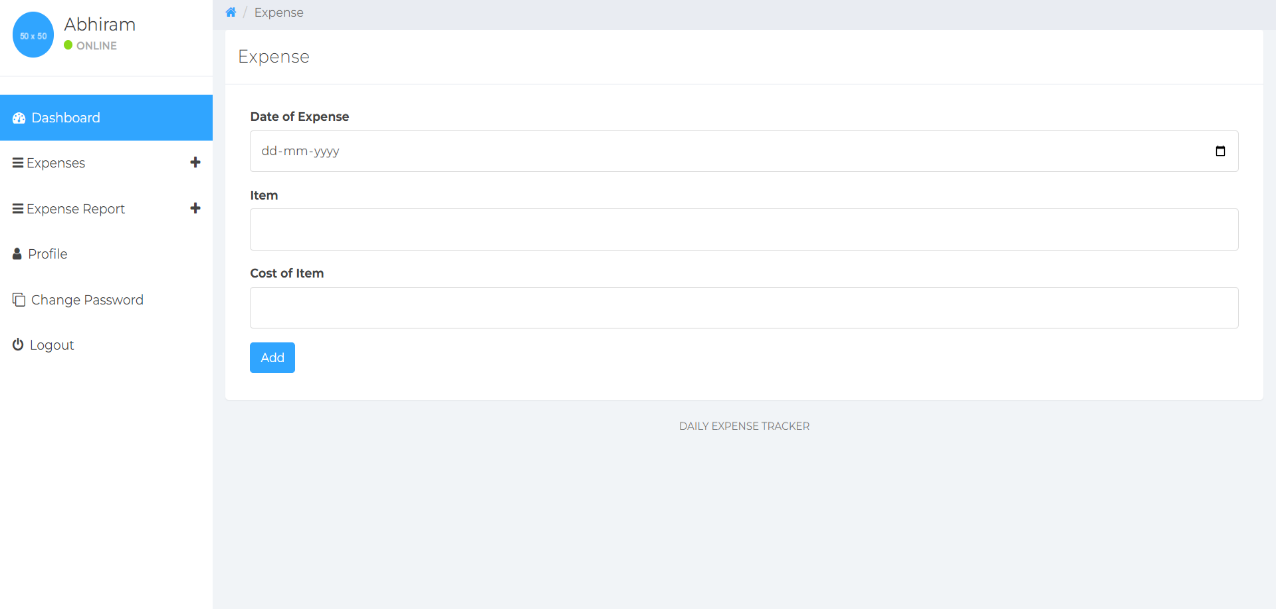 50 x 50
Abhiram
ONLINE
Dashboard
Expenses
Expense Report
Profile
Change Password
Logout
/ Expense
Expense
Date of Expense
dd-mm-yyyy
Item
Cost of Item
Add
DAILY EXPENSE TRACKER